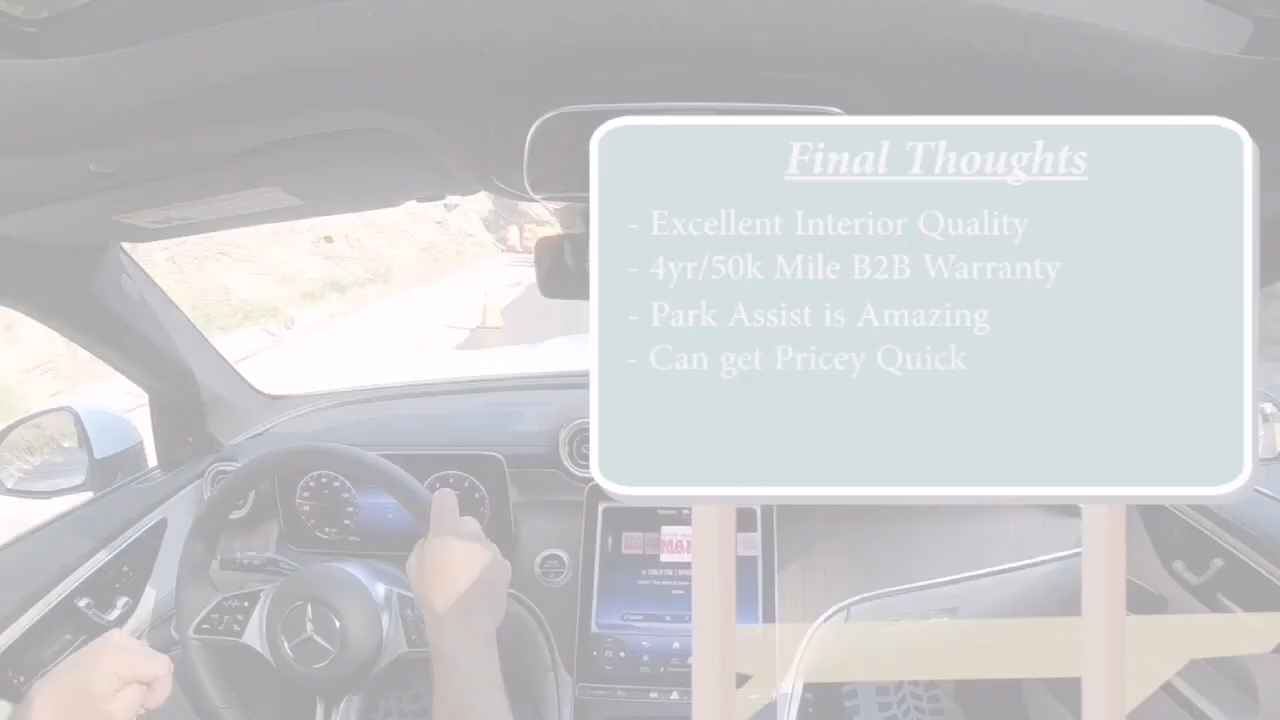 Final Thoughts
- Excellent Interior Quality
- 4yr/50k Mile B2B Warranty
- Park Assist is Amazing
- Can get Pricey Quick